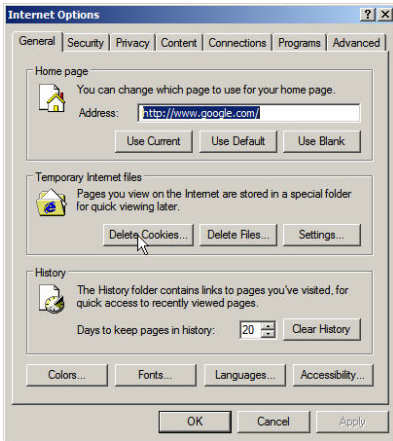 Internet Options
General Security Privacy Content Connections Programs Advanced
Home page
You can change which page to use for your home page.
Address: http://www.google.com/
Use Current Use Default Use Blank
Temporary Internet files
Pages you view on the Internet are stored in a special folder
for quick viewing later.
Delete Cookies... Delete Files... Settings...
History
The History folder contains links to pages you've visited, for
quick access to recently viewed pages.
Days to keep pages in history: 20 Clear History
Colors... Fonts... Languages... Accessibility...
OK Cancel Apply